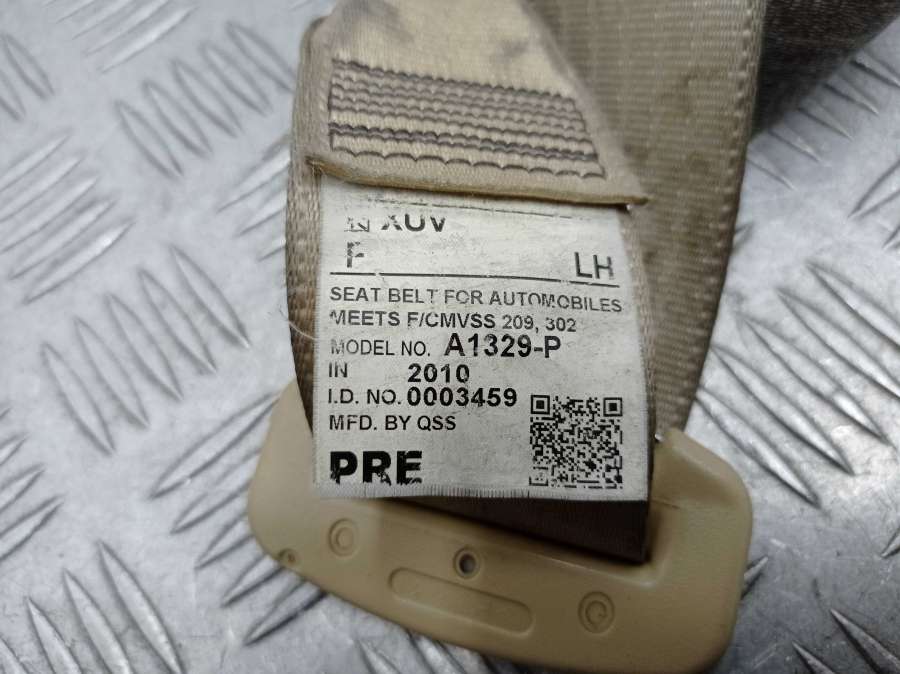 XUV
F LH
SEAT BELT FOR AUTOMOBILES
MEETS F/CMVSS 209, 302
MODEL NO. A1329-P
IN 2010
I.D. NO. 0003459
MFD. BY QSS
PRE